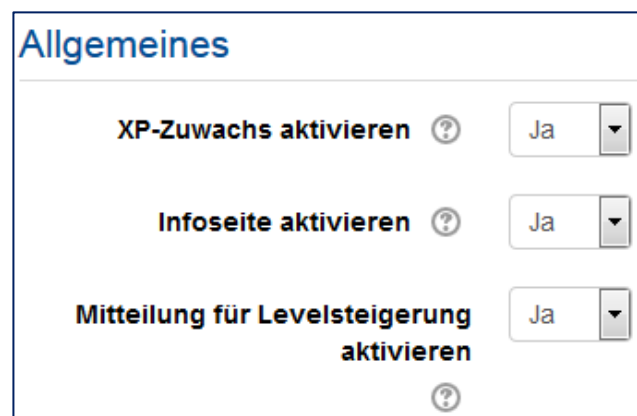 Allgemeines
XP-Zuwachs aktivieren ? Ja
Infoseite aktivieren ? Ja
Mitteilung für Levelsteigerung Ja
aktivieren
?